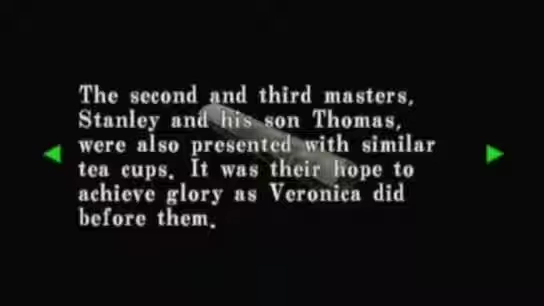 The second and third masters,
Stanley and his son Thomas,
were also presented with similar
tea cups. It was their hope to
achieve glory as Veronica did
before them.